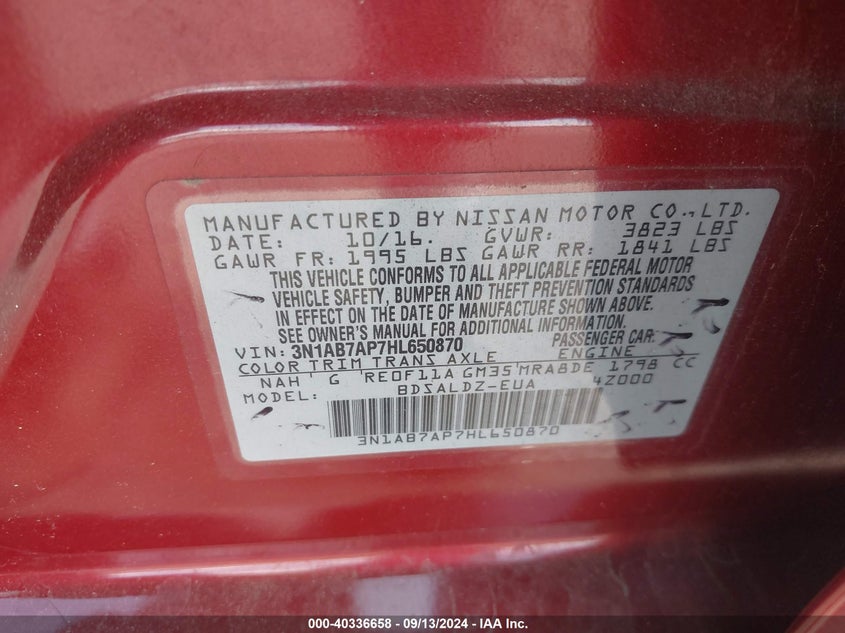 MANUFACTURED BY NISSAN MOTOR CO.,LTD.
DATE: 10/16. GVWR: 3823 LBS
GAWR FR: 1995 LBS GAWR RR: 1841 LBS
THIS VEHICLE CONFORMS TO ALL APPLICABLE FEDERAL MOTOR
VEHICLE SAFETY, BUMPER AND THEFT PREVENTION STANDARDS
IN EFFECT ON THE DATE OF MANUFACTURE SHOWN ABOVE.
SEE OWNER'S MANUAL FOR ADDITIONAL INFORMATION.
VIN: 3N1AB7AP7HL650870 PASSENGER CAR
COLOR TRIM TRANS AXLE ENGINE
NAH G RE0F11A GM35 MRA8DE 1798 CC
MODEL: BDSALDZ-EUA 4Z000
3N1AB7AP7HL650870
000-40336658 - 09/13/2024 - IAA Inc.